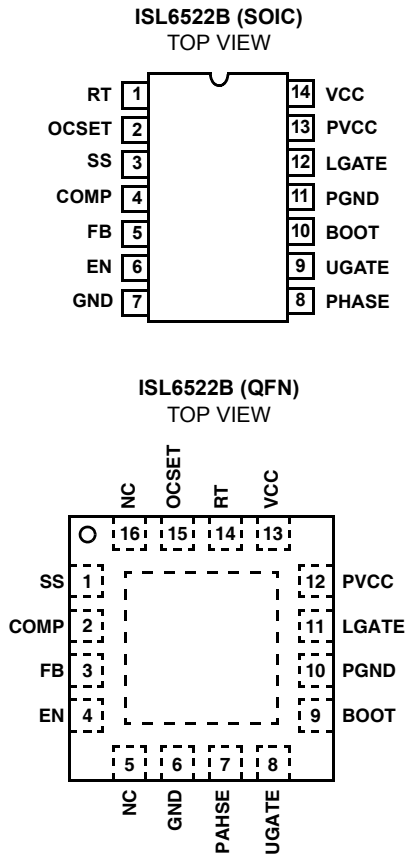 ISL6522B (SOIC)
TOP VIEW
RT 1 14 VCC
OCSET 2 13 PVCC
SS 3 12 LGATE
COMP 4 11 PGND
FB 5 10 BOOT
EN 6 9 UGATE
GND 7 8 PHASE
ISL6522B (QFN)
TOP VIEW
NC OCSET RT VCC
16 15 14 13
SS 1 12 PVCC
COMP 2 11 LGATE
FB 3 10 PGND
EN 4 9 BOOT
5 6 7 8
NC GND PAHSE UGATE